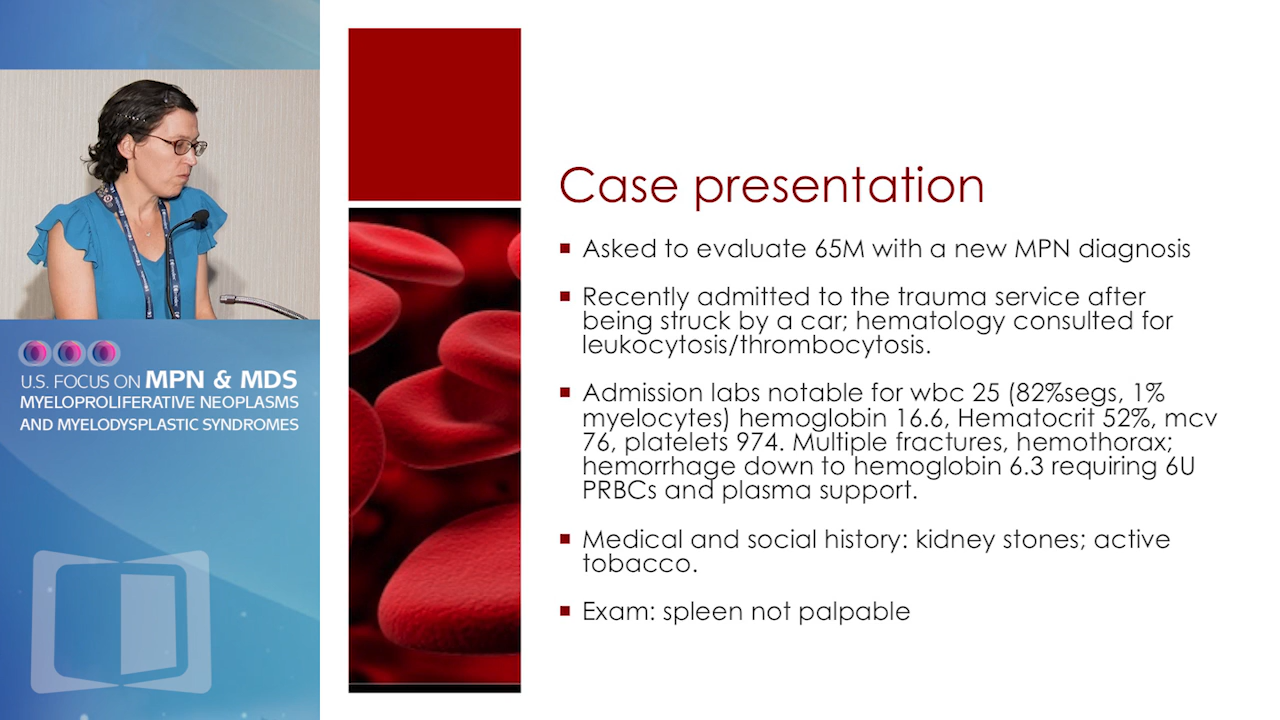 U.S. FOCUS ON MPN & MDS
MYELOPROLIFERATIVE NEOPLASMS
AND MYELODYSPLASTIC SYNDROMES
Case presentation
Asked to evaluate 65M with a new MPN diagnosis
Recently admitted to the trauma service after
being struck by a car; hematology consulted for
leukocytosis/thrombocytosis.
Admission labs notable for wbc 25 (82%segs, 1%
myelocytes) hemoglobin 16.6, Hematocrit 52%, mcv
76, platelets 974. Multiple fractures, hemothorax;
hemorrhage down to hemoglobin 6.3 requiring 6U
PRBCs and plasma support.
Medical and social history: kidney stones; active
tobacco.
Exam: spleen not palpable